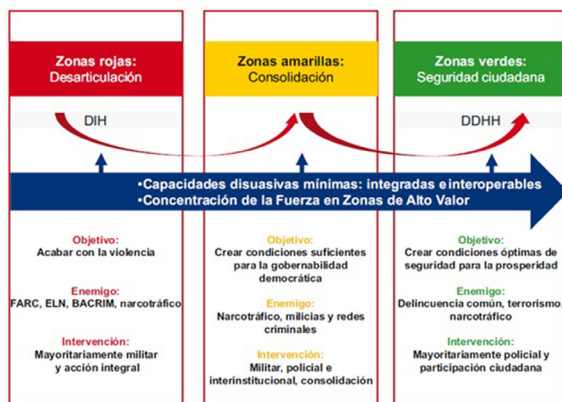 Zonas rojas:
Desarticulación
Zonas amarillas:
Consolidación
Zonas verdes:
Seguridad ciudadana
DIH
DDHH
•Capacidades disuasivas mínimas: integradas e interoperables
•Concentración de la Fuerza en Zonas de Alto Valor
Objetivo:
Acabar con la violencia
Enemigo:
FARC, ELN, BACRIM, narcotráfico
Intervención:
Mayoritariamente militar
y acción integral
Objetivo:
Crear condiciones suficientes
para la gobernabilidad
democrática
Enemigo:
Narcotráfico, milicias y redes
criminales
Intervención:
Militar, policial e
interinstitucional, consolidación
Objetivo:
Crear condiciones óptimas de
seguridad para la prosperidad
Enemigo:
Delincuencia común, terrorismo,
narcotráfico
Intervención:
Mayoritariamente policial y
participación ciudadana